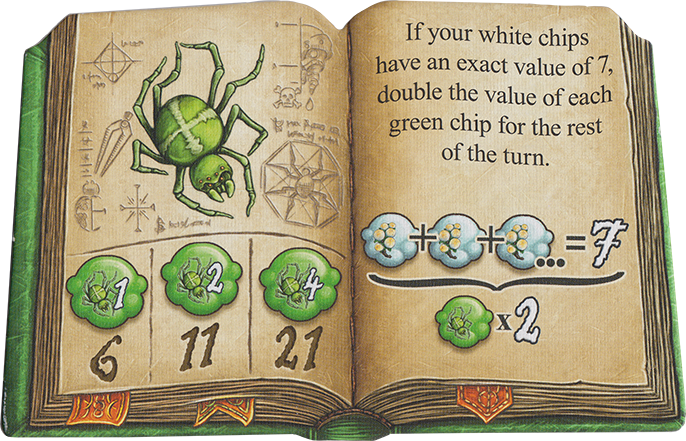 1 2 4
6 11 21
If your white chips
have an exact value of 7,
double the value of each
green chip for the rest
of the turn.
+ + ... = 7
x2